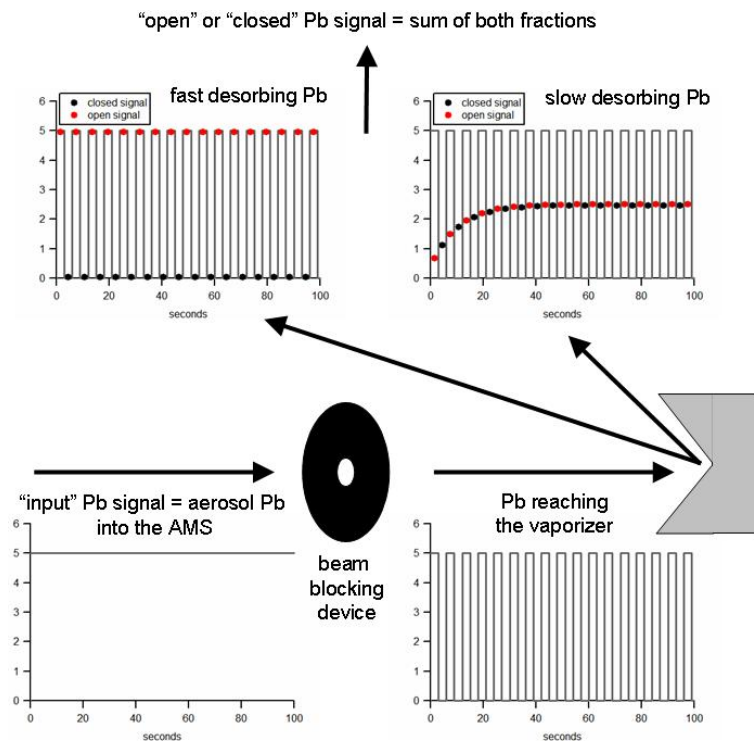 “open” or “closed” Pb signal = sum of both fractions
fast desorbing Pb
closed signal
open signal
6
5
4
3
2
1
0
0 20 40 60 80 100
seconds
slow desorbing Pb
closed signal
open signal
6
5
4
3
2
1
0
0 20 40 60 80 100
seconds
“input” Pb signal = aerosol Pb
into the AMS
6
5
4
3
2
1
0
0 20 40 60 80 100
seconds
beam
blocking
device
Pb reaching
the vaporizer
6
5
4
3
2
1
0
0 20 40 60 80 100
seconds